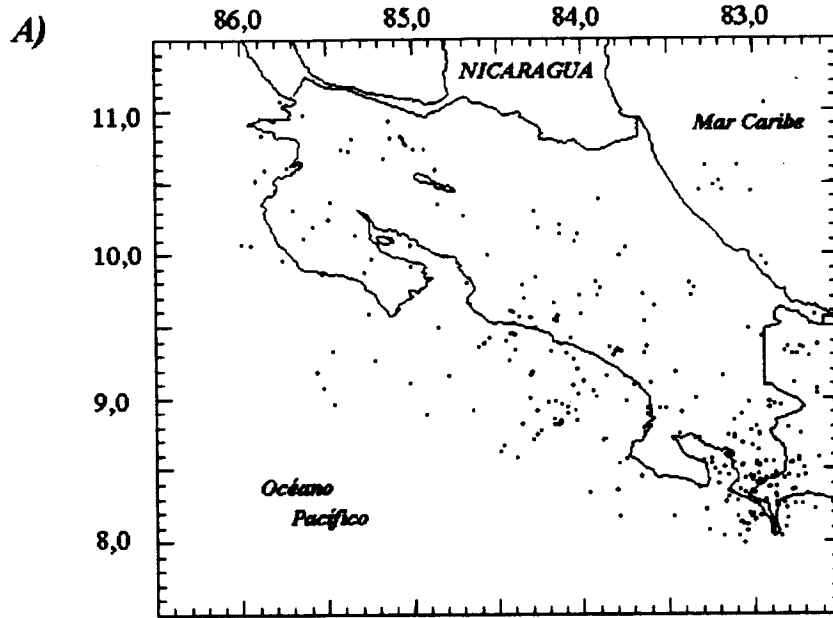 A)
86,0 85,0 84,0 83,0
NICARAGUA
11,0
Mar Caribe
10,0
9,0
Océano
Pacífico
8,0